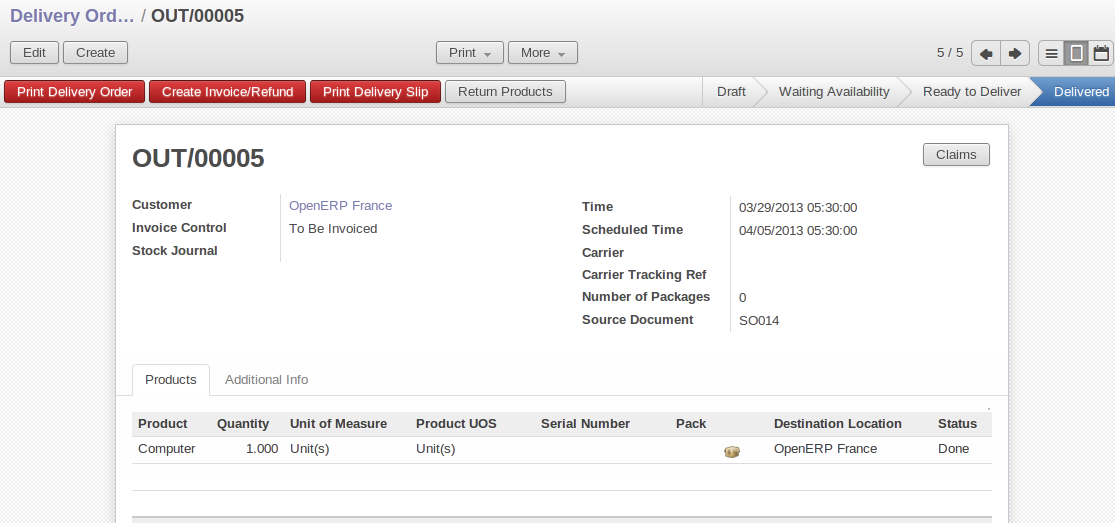 Delivery Ord... / OUT/00005
Edit Create Print More 5 / 5
Print Delivery Order Create Invoice/Refund Print Delivery Slip Return Products Draft Waiting Availability Ready to Deliver Delivered
OUT/00005 Claims
Customer OpenERP France
Invoice Control To Be Invoiced
Stock Journal
Time 03/29/2013 05:30:00
Scheduled Time 04/05/2013 05:30:00
Carrier
Carrier Tracking Ref
Number of Packages 0
Source Document SO014
Products Additional Info
Product Quantity Unit of Measure Product UOS Serial Number Pack Destination Location Status
Computer 1.000 Unit(s) Unit(s) OpenERP France Done